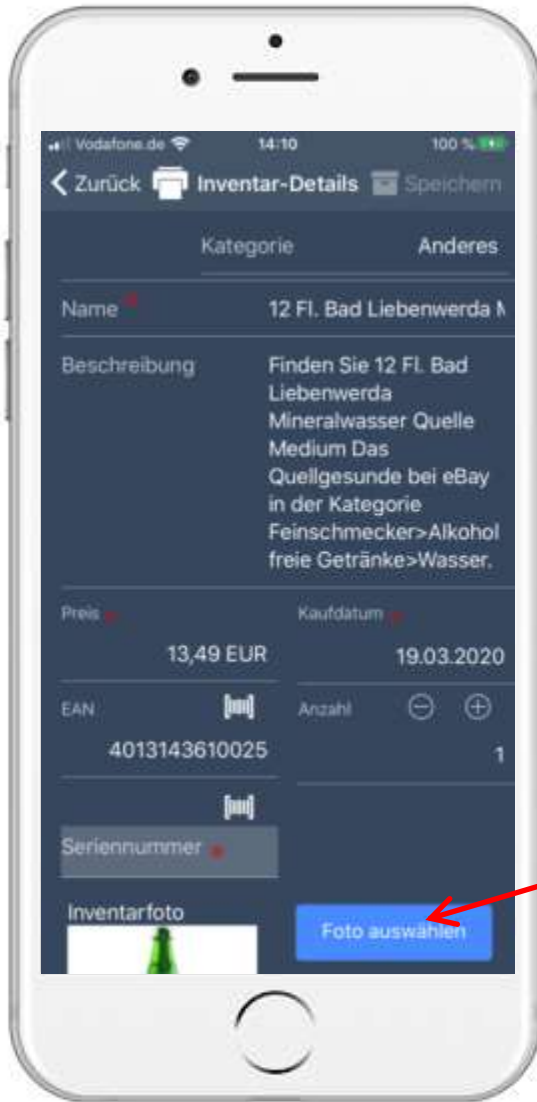 Vodafone.de 14:10 100 %
Zurück Inventar-Details Speichern
Kategorie Anderes
Name * 12 Fl. Bad Liebenwerda M
Beschreibung Finden Sie 12 Fl. Bad
Liebenwerda
Mineralwasser Quelle
Medium Das
Quellgesunde bei eBay
in der Kategorie
Feinschmecker>Alkohol
freie Getränke>Wasser.
Preis * Kaufdatum *
13,49 EUR 19.03.2020
EAN Anzahl
4013143610025 1
Seriennummer *
Inventarfoto
Foto auswählen